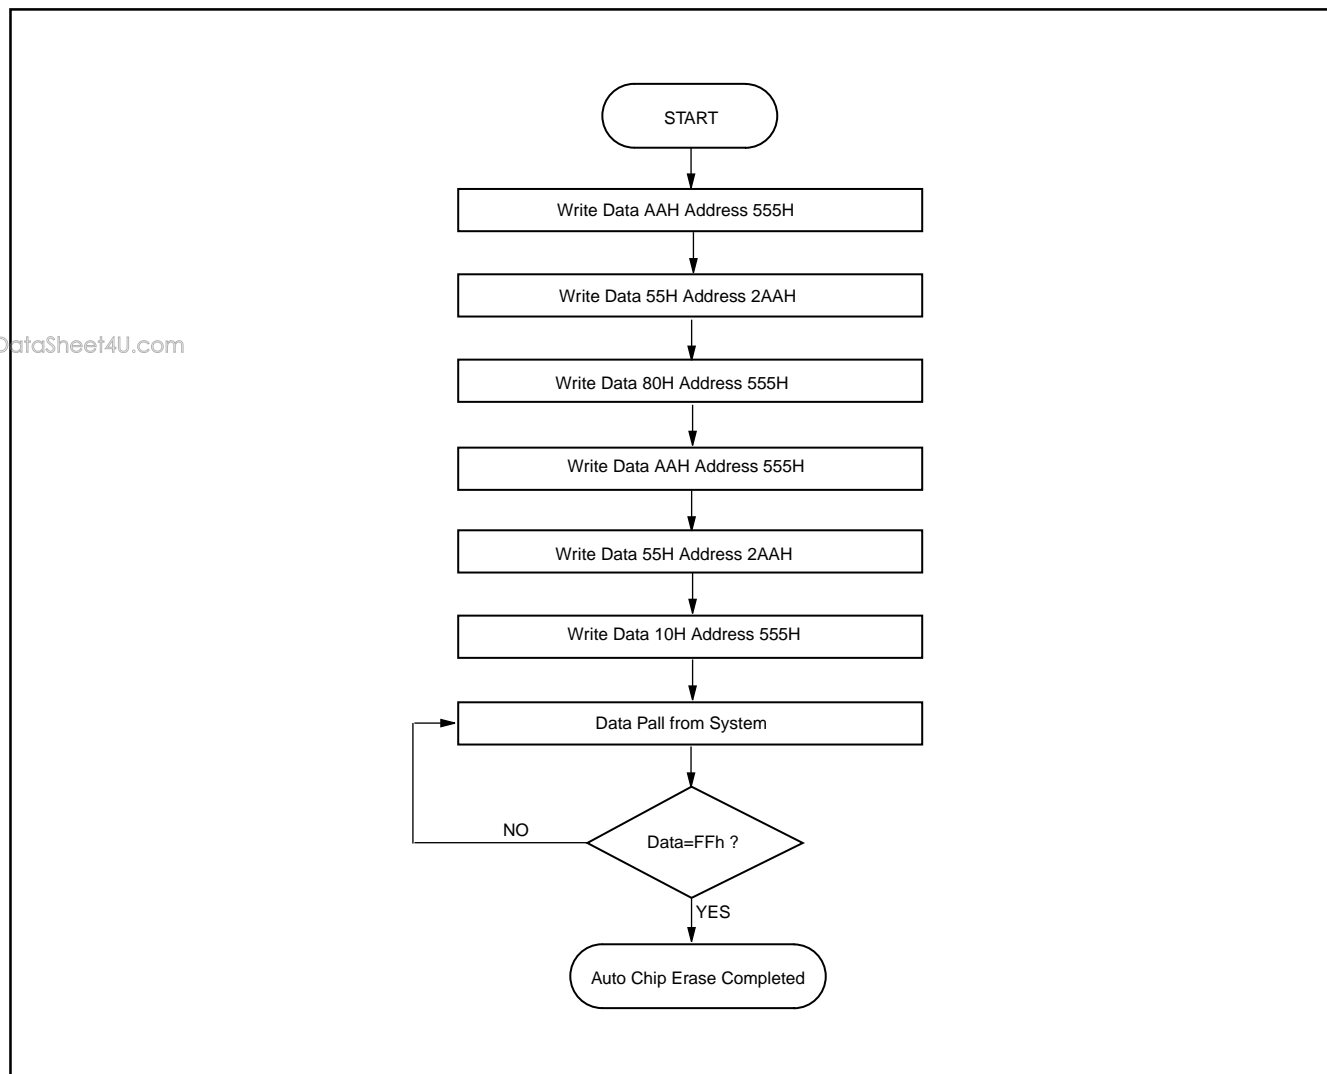 START
Write Data AAH Address 555H
Write Data 55H Address 2AAH
DataSheet4U.com
Write Data 80H Address 555H
Write Data AAH Address 555H
Write Data 55H Address 2AAH
Write Data 10H Address 555H
Data Pall from System
NO
Data=FFh ?
YES
Auto Chip Erase Completed